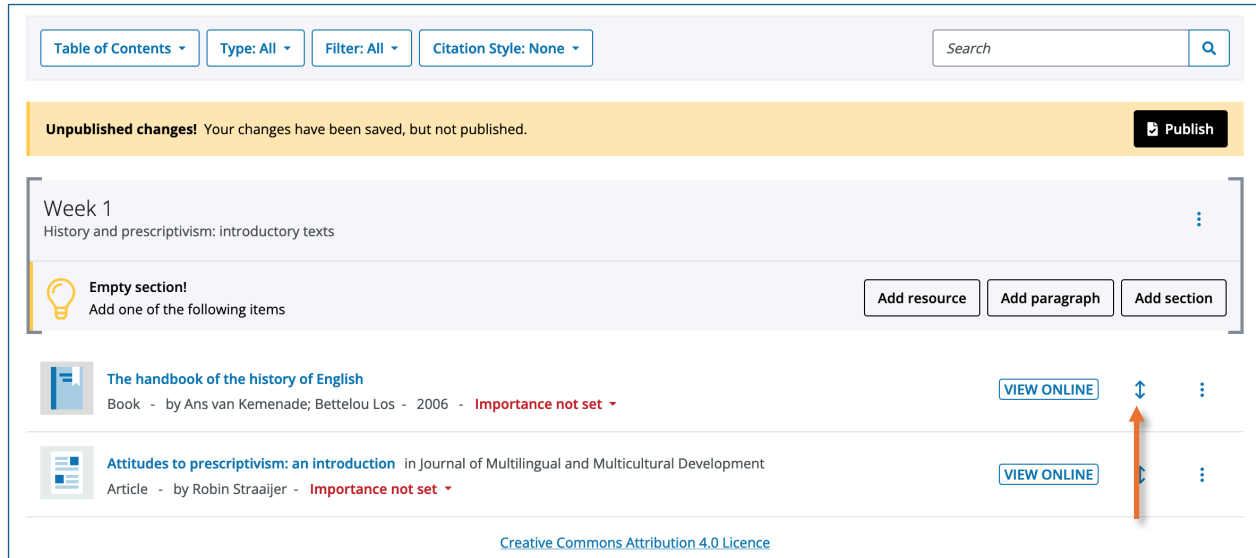 Table of Contents Type: All Filter: All Citation Style: None Search
Unpublished changes! Your changes have been saved, but not published. Publish
Week 1
History and prescriptivism: introductory texts
Empty section!
Add one of the following items
Add resource Add paragraph Add section
The handbook of the history of English
Book - by Ans van Kemenade; Bettelou Los - 2006 - Importance not set
VIEW ONLINE
Attitudes to prescriptivism: an introduction in Journal of Multilingual and Multicultural Development
Article - by Robin Straaijer - Importance not set
VIEW ONLINE
Creative Commons Attribution 4.0 Licence